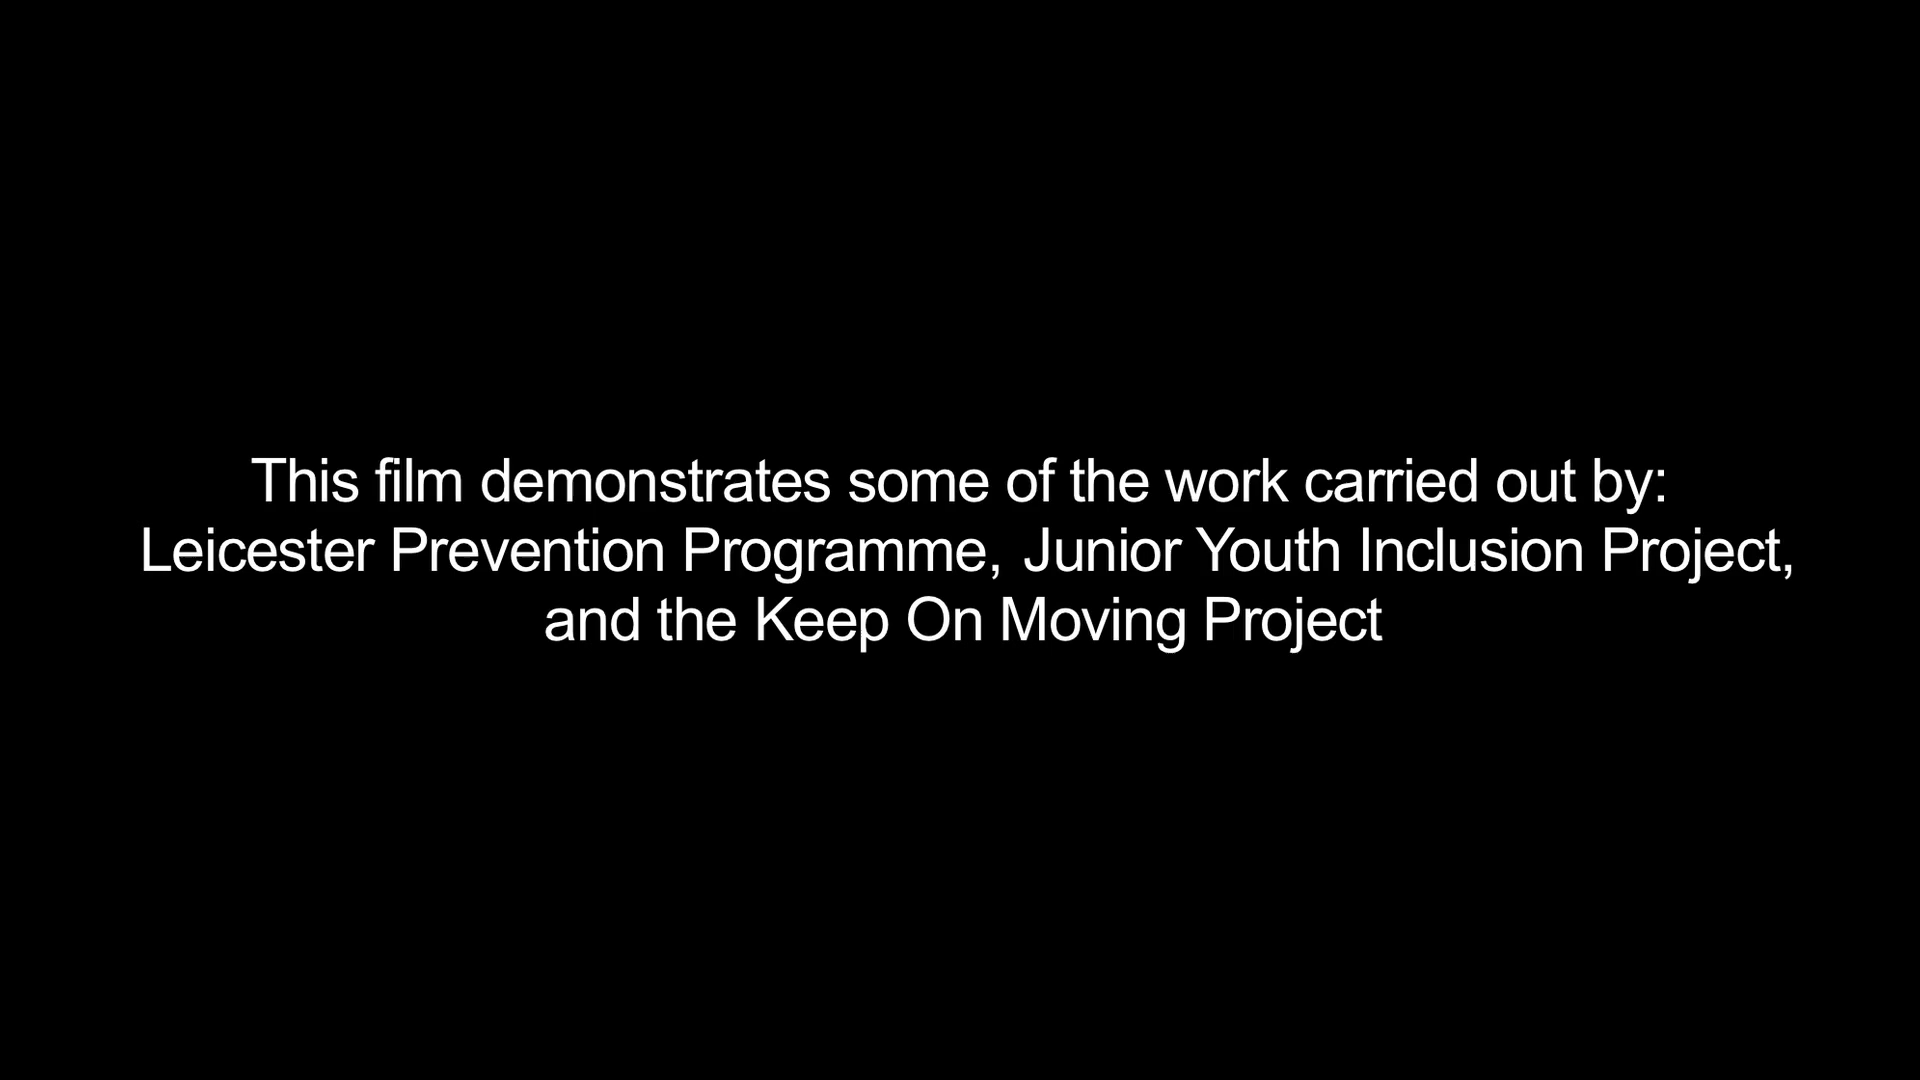 This film demonstrates some of the work carried out by:
Leicester Prevention Programme, Junior Youth Inclusion Project,
and the Keep On Moving Project